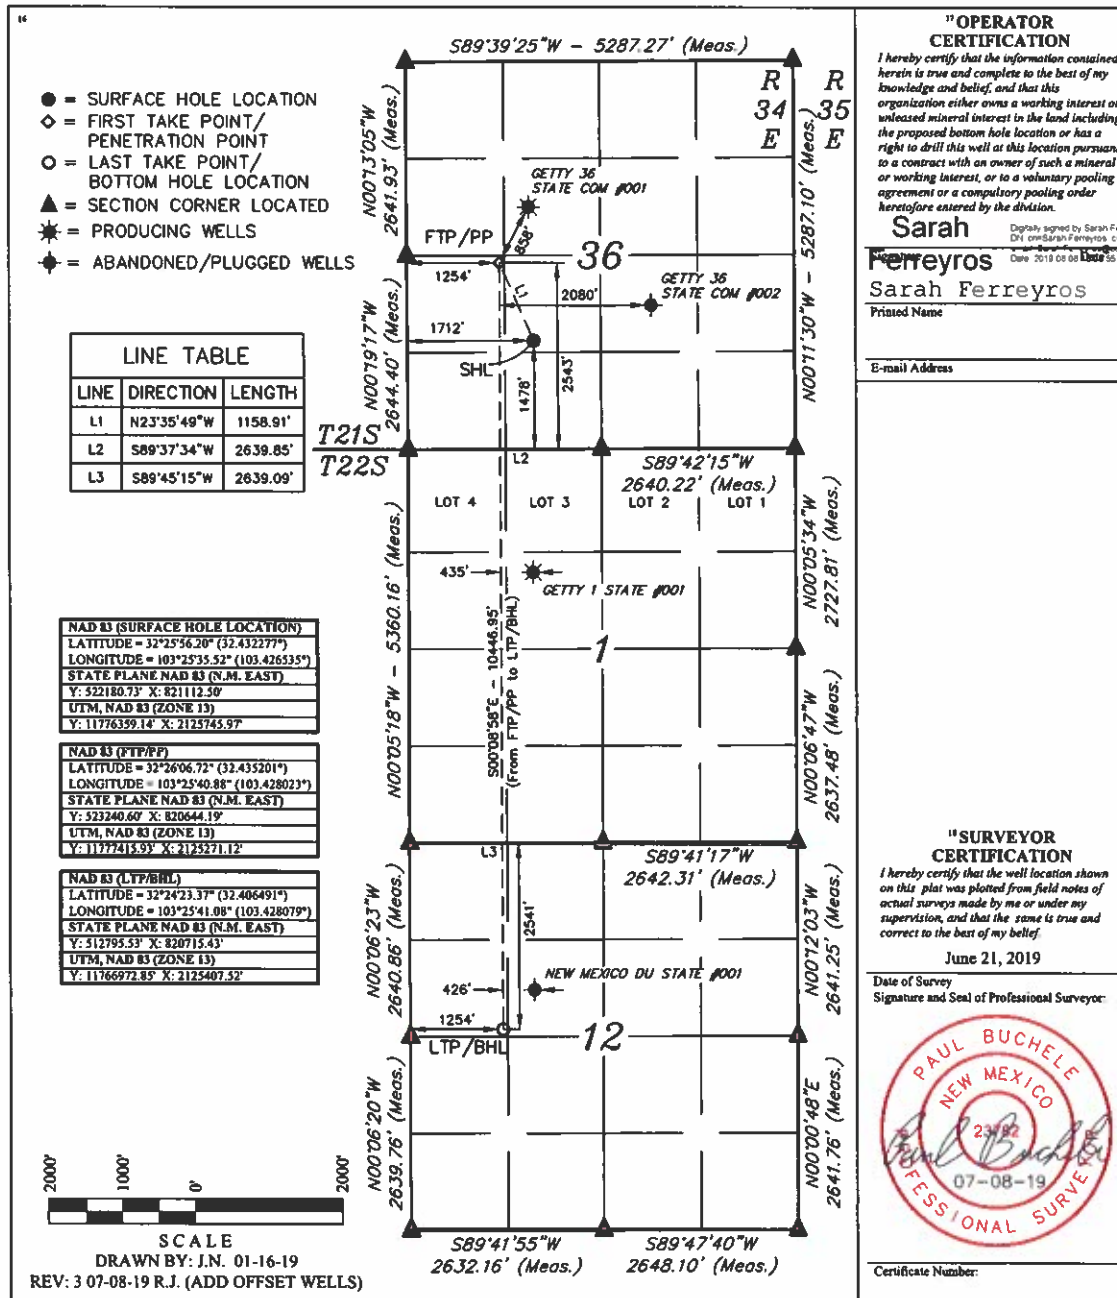 16
● = SURFACE HOLE LOCATION
◇ = FIRST TAKE POINT/
PENETRATION POINT
○ = LAST TAKE POINT/
BOTTOM HOLE LOCATION
▲ = SECTION CORNER LOCATED
= PRODUCING WELLS
= ABANDONED/PLUGGED WELLS
LINE TABLE
LINE DIRECTION LENGTH
L1 N23°35'49"W 1158.91'
L2 S89°37'34"W 2639.85'
L3 S89°45'15"W 2639.09'
NAD 83 (SURFACE HOLE LOCATION)
LATITUDE = 32°25'56.20" (32.432277°)
LONGITUDE = 103°25'35.52" (103.426535°)
STATE PLANE NAD 83 (N.M. EAST)
Y: 522180.73' X: 821112.50'
UTM, NAD 83 (ZONE 13)
Y: 11776359.14' X: 2125745.97'
NAD 83 (FTP/PP)
LATITUDE = 32°26'06.72" (32.435201°)
LONGITUDE = 103°25'40.88" (103.428023°)
STATE PLANE NAD 83 (N.M. EAST)
Y: 523240.60' X: 820644.19'
UTM, NAD 83 (ZONE 13)
Y: 11777415.93' X: 2125271.12'
NAD 83 (LTP/BHL)
LATITUDE = 32°24'23.37" (32.406491°)
LONGITUDE = 103°25'41.08" (103.428079°)
STATE PLANE NAD 83 (N.M. EAST)
Y: 512795.53' X: 820715.43'
UTM, NAD 83 (ZONE 13)
Y: 11766972.85' X: 2125407.52'
2000' 1000' 0' 2000'
SCALE
DRAWN BY: J.N. 01-16-19
REV: 3 07-08-19 R.J. (ADD OFFSET WELLS)
S89°39'25"W – 5287.27' (Meas.)
R R
34 35
E E
N00°13'05"W
2641.93' (Meas.)
GETTY 36
STATE COM #001
858'
FTP/PP
36
1254'
L1
GETTY 36
STATE COM #002
2080'
1712'
SHL
1478'
2543'
N00°19'17"W
2644.40' (Meas.)
N00°11'30"W – 5287.10' (Meas.)
T21S
T22S
L2
S89°42'15"W
2640.22' (Meas.)
LOT 4
LOT 3
LOT 2
LOT 1
N00°05'18"W – 5360.16' (Meas.)
N00°05'34"W
2727.81' (Meas.)
435'
GETTY 1 STATE #001
1
S00°08'58"E – 10446.95'
(From FTP/PP to LTP/BHL)
N00°06'47"W
2637.48' (Meas.)
L3
S89°41'17"W
2642.31' (Meas.)
N00°06'23"W
2640.86' (Meas.)
2541'
N00°12'03"W
2641.25' (Meas.)
NEW MEXICO DU STATE #001
426'
1254'
12
LTP/BHL
N00°06'20"W
2639.76' (Meas.)
N00°00'48"E
2641.76' (Meas.)
S89°41'55"W
2632.16' (Meas.)
S89°47'40"W
2648.10' (Meas.)
17 OPERATOR
CERTIFICATION
I hereby certify that the information contained
herein is true and complete to the best of my
knowledge and belief, and that this
organization either owns a working interest or
unleased mineral interest in the land including
the proposed bottom hole location or has a
right to drill this well at this location pursuant
to a contract with an owner of such a mineral
or working interest, or to a voluntary pooling
agreement or a compulsory pooling order
heretofore entered by the division.
Sarah
Ferreyros
Digitally signed by Sarah
Signature
Date
Sarah Ferreyros
Printed Name
E-mail Address
18 SURVEYOR
CERTIFICATION
I hereby certify that the well location shown
on this plat was plotted from field notes of
actual surveys made by me or under my
supervision, and that the same is true and
correct to the best of my belief.
June 21, 2019
Date of Survey
Signature and Seal of Professional Surveyor:
PAUL BUCHELE
NEW MEXICO
23782
Paul Buchele
07-08-19
PROFESSIONAL SURVEYOR
Certificate Number: